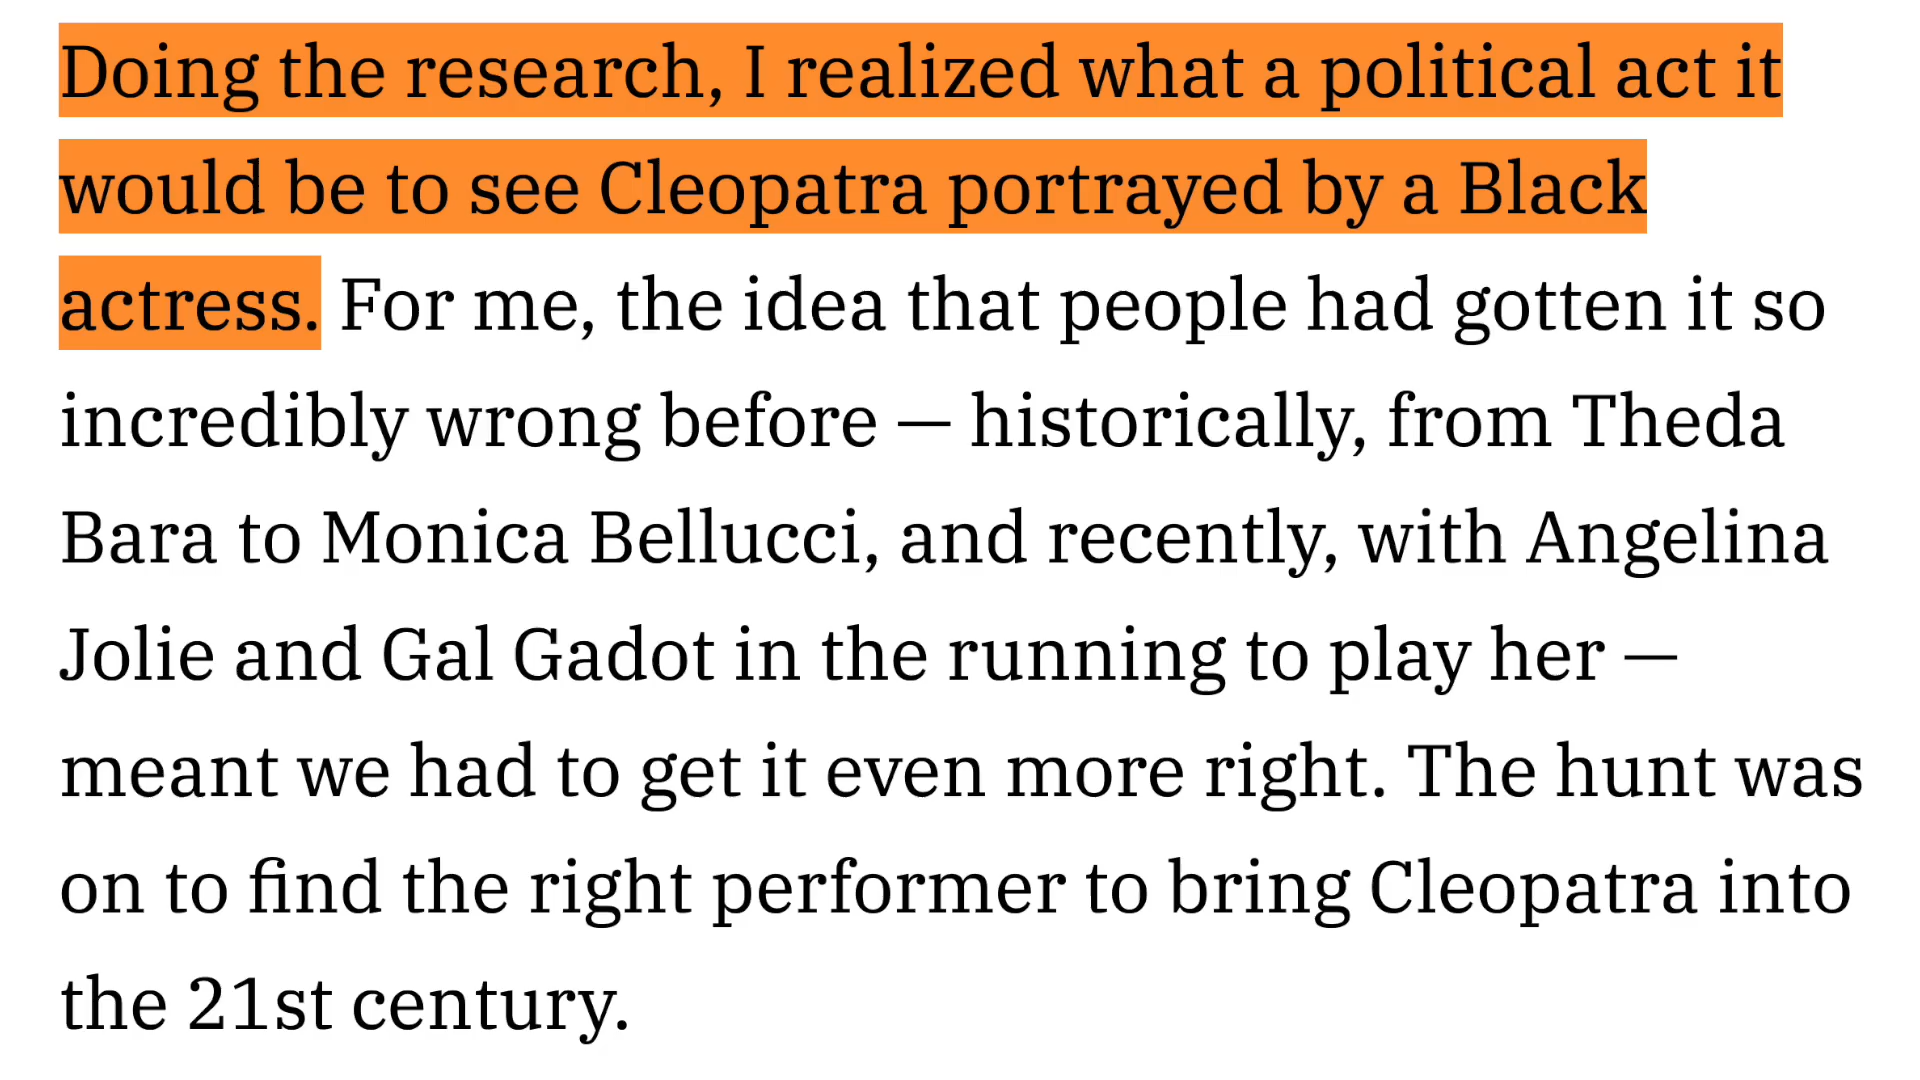 Doing the research, I realized what a political act it
would be to see Cleopatra portrayed by a Black
actress. For me, the idea that people had gotten it so
incredibly wrong before — historically, from Theda
Bara to Monica Bellucci, and recently, with Angelina
Jolie and Gal Gadot in the running to play her —
meant we had to get it even more right. The hunt was
on to find the right performer to bring Cleopatra into
the 21st century.